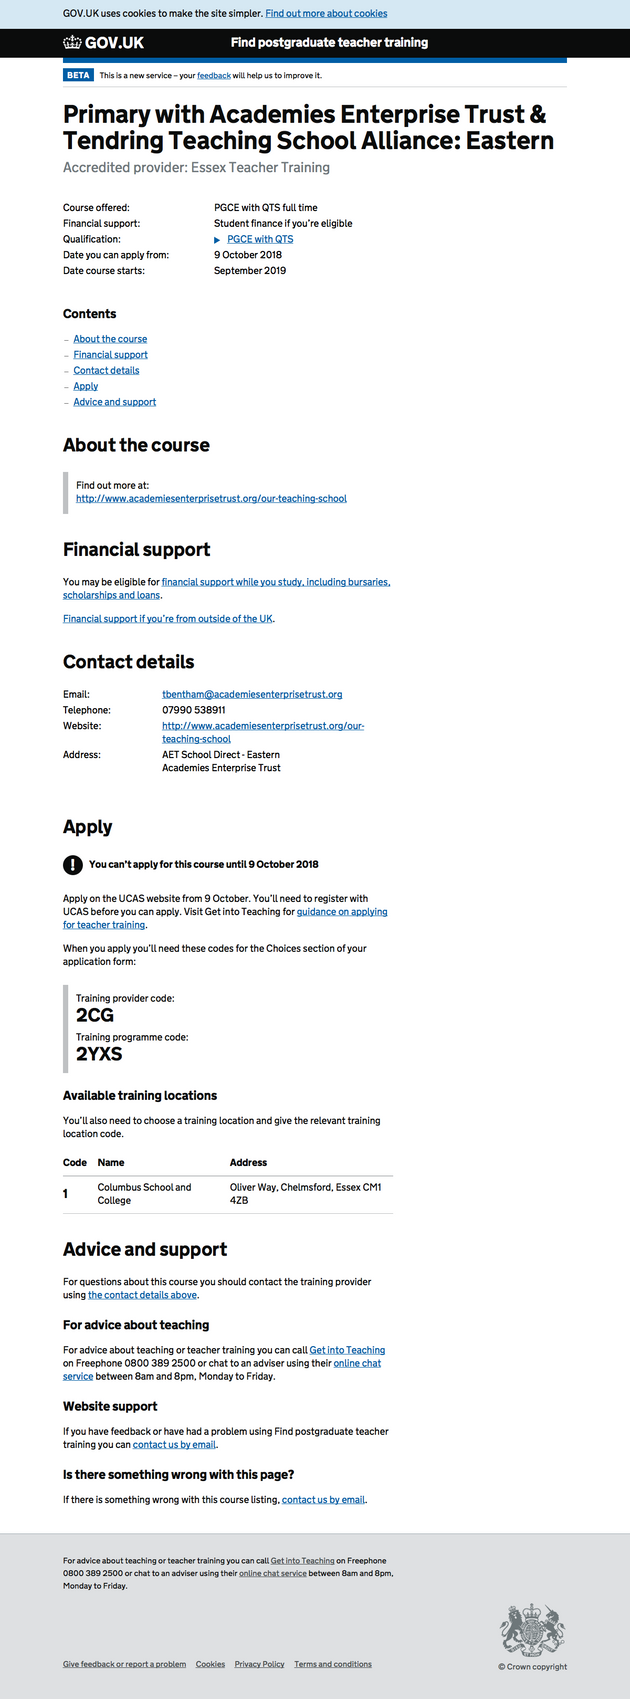 GOV.UK uses cookies to make the site simpler. Find out more about cookies
GOV.UK Find postgraduate teacher training
BETA This is a new service – your feedback will help us to improve it.
Primary with Academies Enterprise Trust &
Tendring Teaching School Alliance: Eastern
Accredited provider: Essex Teacher Training
Course offered: PGCE with QTS full time
Financial support: Student finance if you're eligible
Qualification: ▶ PGCE with QTS
Date you can apply from: 9 October 2018
Date course starts: September 2019
Contents
– About the course
– Financial support
– Contact details
– Apply
– Advice and support
About the course
Find out more at:
http://www.academiesenterprisetrust.org/our-teaching-school
Financial support
You may be eligible for financial support while you study, including bursaries,
scholarships and loans.
Financial support if you're from outside of the UK.
Contact details
Email: tbentham@academiesenterprisetrust.org
Telephone: 07990 538911
Website: http://www.academiesenterprisetrust.org/our-
teaching-school
Address: AET School Direct - Eastern
Academies Enterprise Trust
Apply
! You can't apply for this course until 9 October 2018
Apply on the UCAS website from 9 October. You'll need to register with
UCAS before you can apply. Visit Get into Teaching for guidance on applying
for teacher training.
When you apply you'll need these codes for the Choices section of your
application form:
Training provider code:
2CG
Training programme code:
2YXS
Available training locations
You'll also need to choose a training location and give the relevant training
location code.
Code Name Address
1 Columbus School and College Oliver Way, Chelmsford, Essex CM1 4ZB
Advice and support
For questions about this course you should contact the training provider
using the contact details above.
For advice about teaching
For advice about teaching or teacher training you can call Get into Teaching
on Freephone 0800 389 2500 or chat to an adviser using their online chat
service between 8am and 8pm, Monday to Friday.
Website support
If you have feedback or have had a problem using Find postgraduate teacher
training you can contact us by email.
Is there something wrong with this page?
If there is something wrong with this course listing, contact us by email.
For advice about teaching or teacher training you can call Get into Teaching on Freephone
0800 389 2500 or chat to an adviser using their online chat service between 8am and 8pm,
Monday to Friday.
Give feedback or report a problem Cookies Privacy Policy Terms and conditions
© Crown copyright